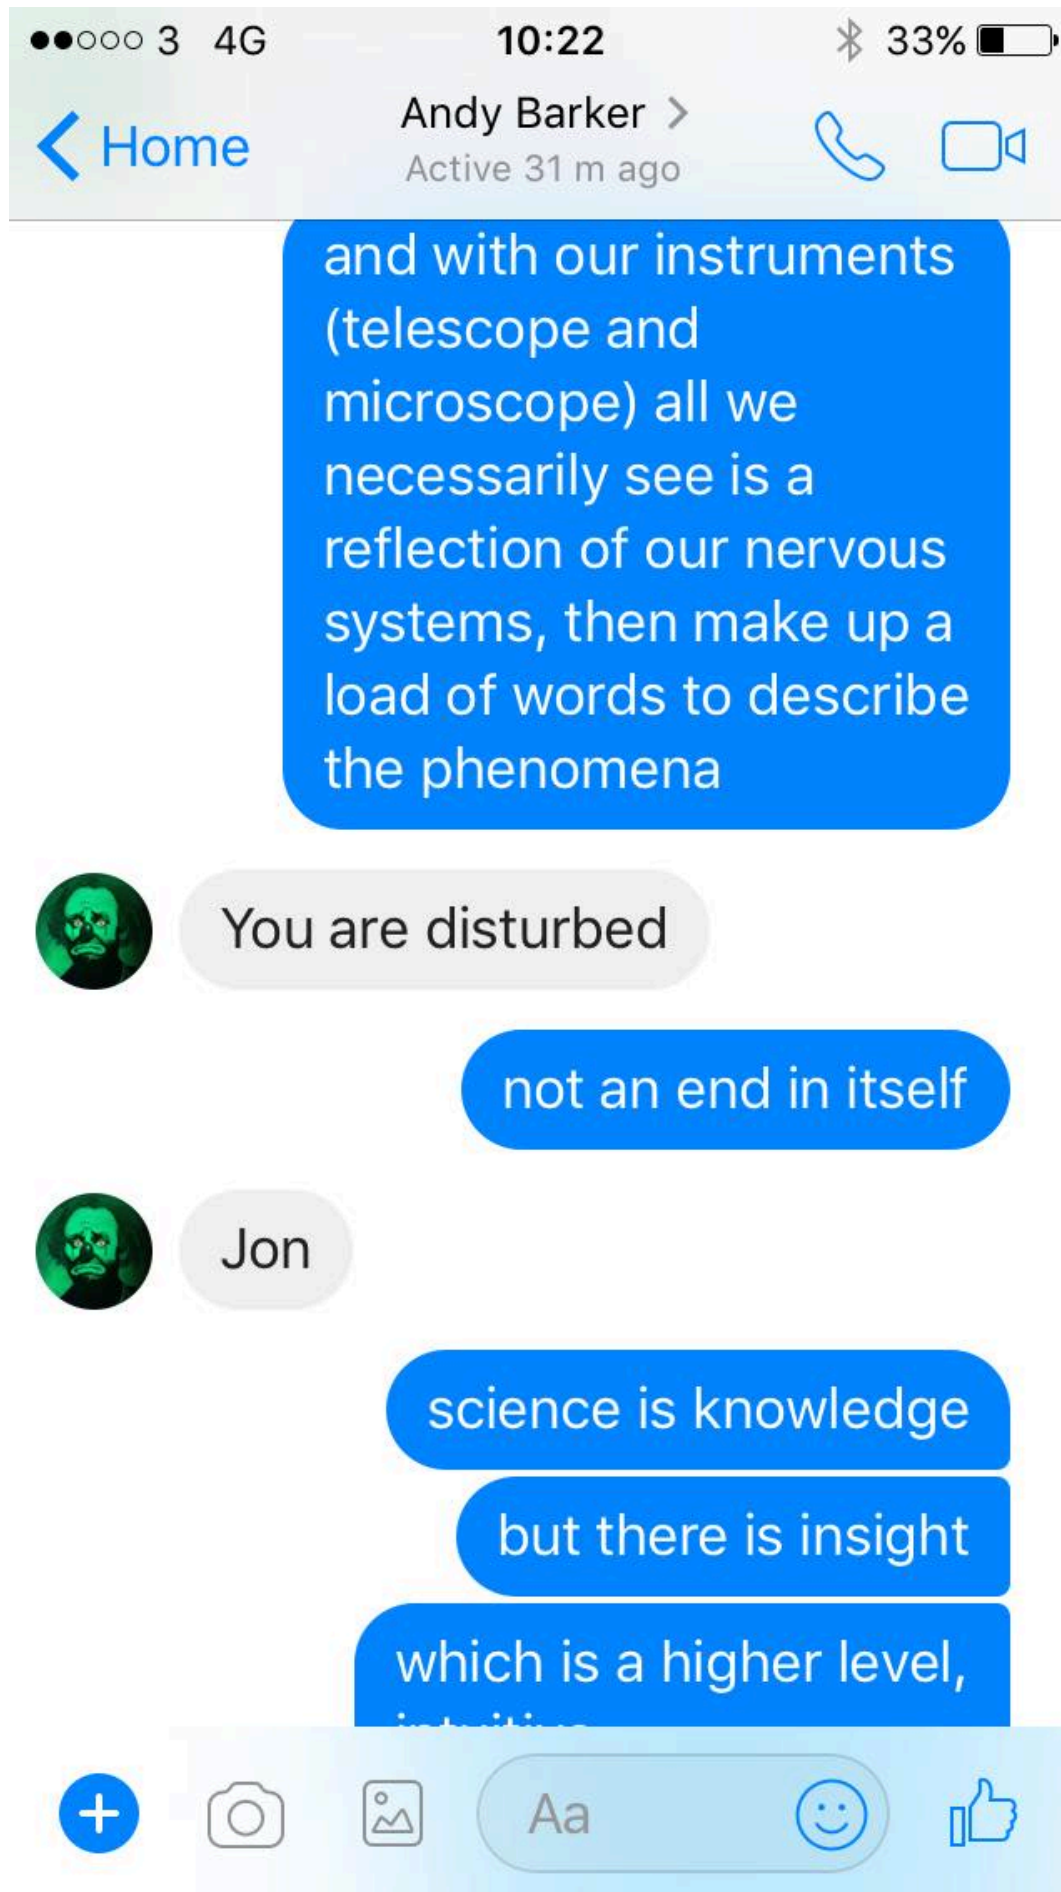 3 4G 10:22 33%
Home
Andy Barker
Active 31 m ago
and with our instruments
(telescope and
microscope) all we
necessarily see is a
reflection of our nervous
systems, then make up a
load of words to describe
the phenomena
You are disturbed
not an end in itself
Jon
science is knowledge
but there is insight
which is a higher level,
Aa